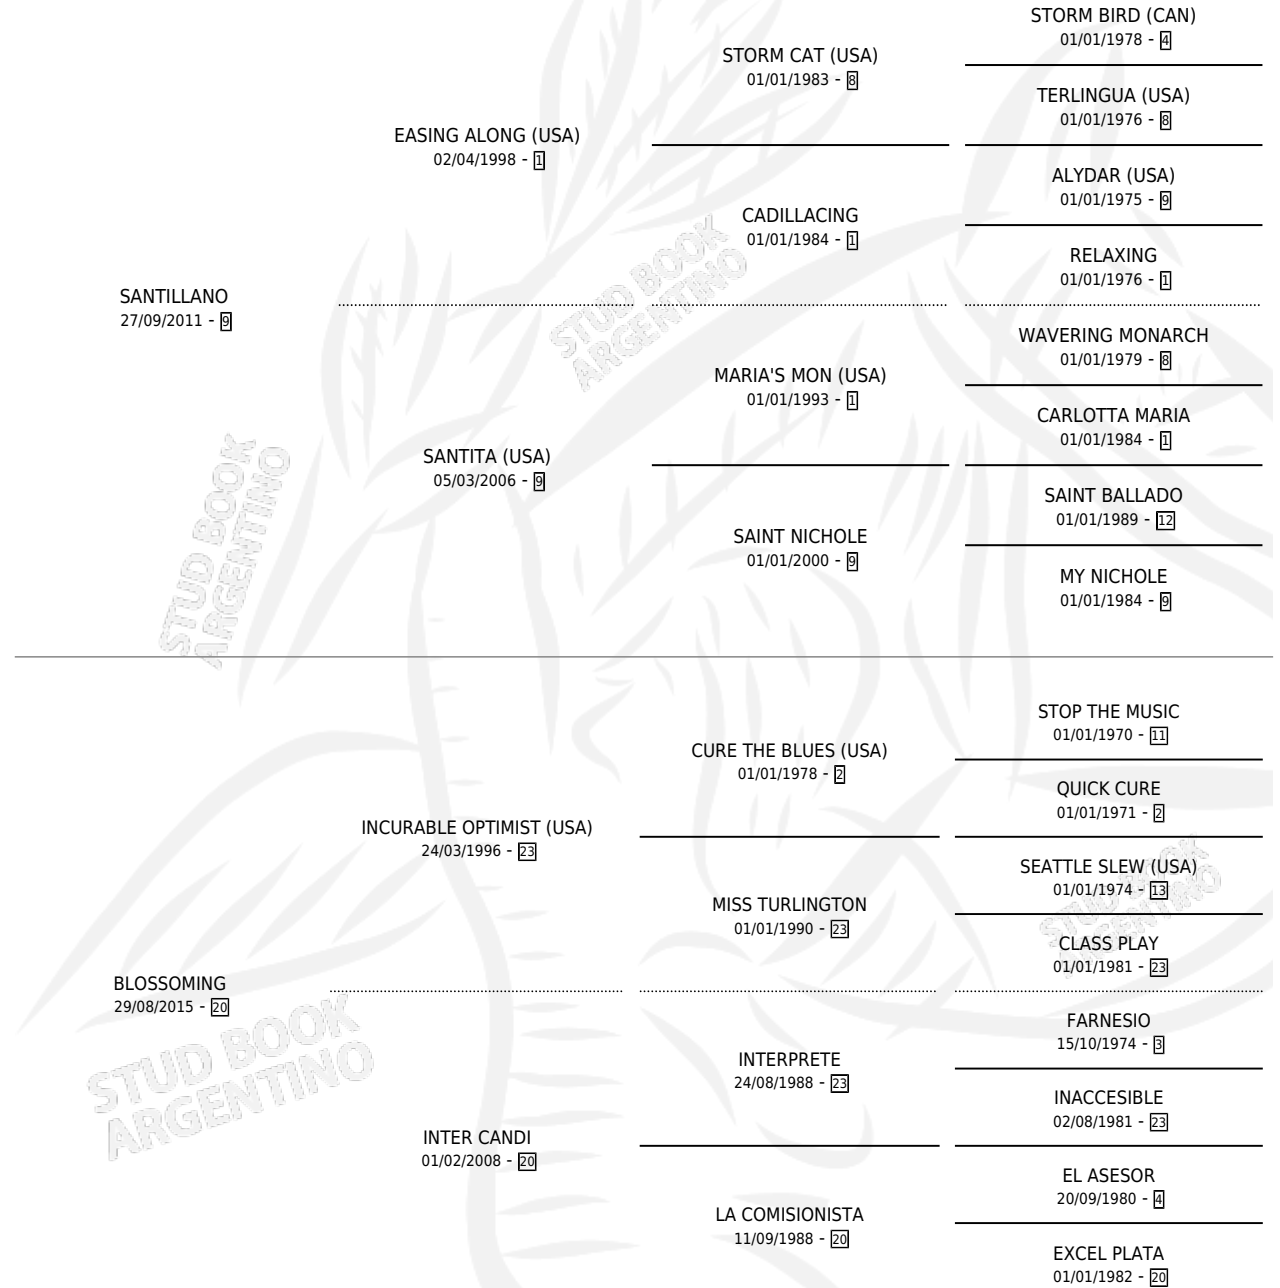 STORM BIRD (CAN)
01/01/1978 - 4
STORM CAT (USA)
01/01/1983 - 8
TERLINGUA (USA)
01/01/1976 - 8
EASING ALONG (USA)
02/04/1998 - 1
ALYDAR (USA)
01/01/1975 - 9
CADILLACING
01/01/1984 - 1
RELAXING
01/01/1976 - 1
SANTILLANO
27/09/2011 - 9
STUD BOOK
ARGENTINO
WAVERING MONARCH
01/01/1979 - 8
MARIA'S MON (USA)
01/01/1993 - 1
CARLOTTA MARIA
01/01/1984 - 1
SANTITA (USA)
05/03/2006 - 9
SAINT BALLADO
01/01/1989 - 12
SAINT NICHOLE
01/01/2000 - 9
MY NICHOLE
01/01/1984 - 9
STUD BOOK
ARGENTINO
STOP THE MUSIC
01/01/1970 - 11
CURE THE BLUES (USA)
01/01/1978 - 2
QUICK CURE
01/01/1971 - 2
INCURABLE OPTIMIST (USA)
24/03/1996 - 23
SEATTLE SLEW (USA)
01/01/1974 - 13
MISS TURLINGTON
01/01/1990 - 23
STUD BOOK
ARGENTINO
CLASS PLAY
01/01/1981 - 23
BLOSSOMING
29/08/2015 - 20
FARNESIO
15/10/1974 - 3
INTERPRETE
24/08/1988 - 23
STUD BOOK
ARGENTINO
INACCESIBLE
02/08/1981 - 23
INTER CANDI
01/02/2008 - 20
EL ASESOR
20/09/1980 - 4
LA COMISIONISTA
11/09/1988 - 20
EXCEL PLATA
01/01/1982 - 20